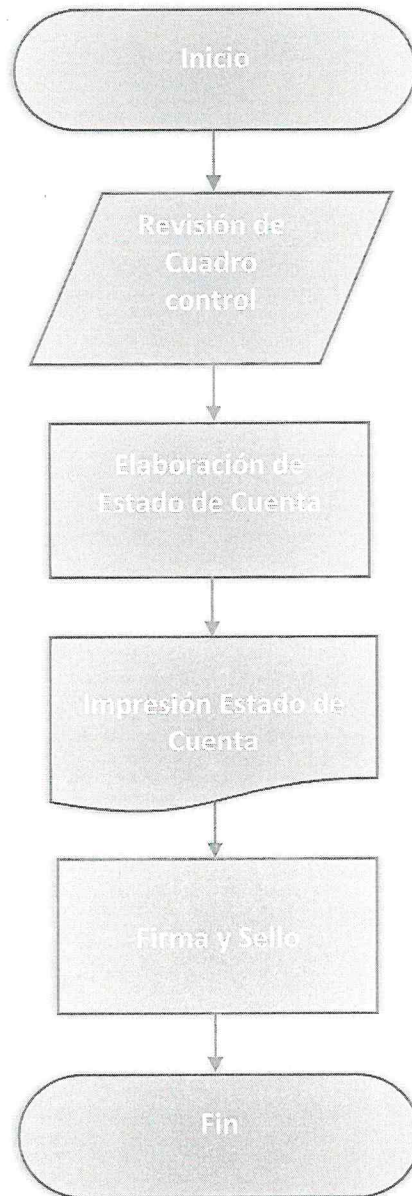 Inicio
Revisión de
Cuadro
control
Elaboración de
Estado de Cuenta
Impresión Estado de
Cuenta
Firma y Sello
Fin